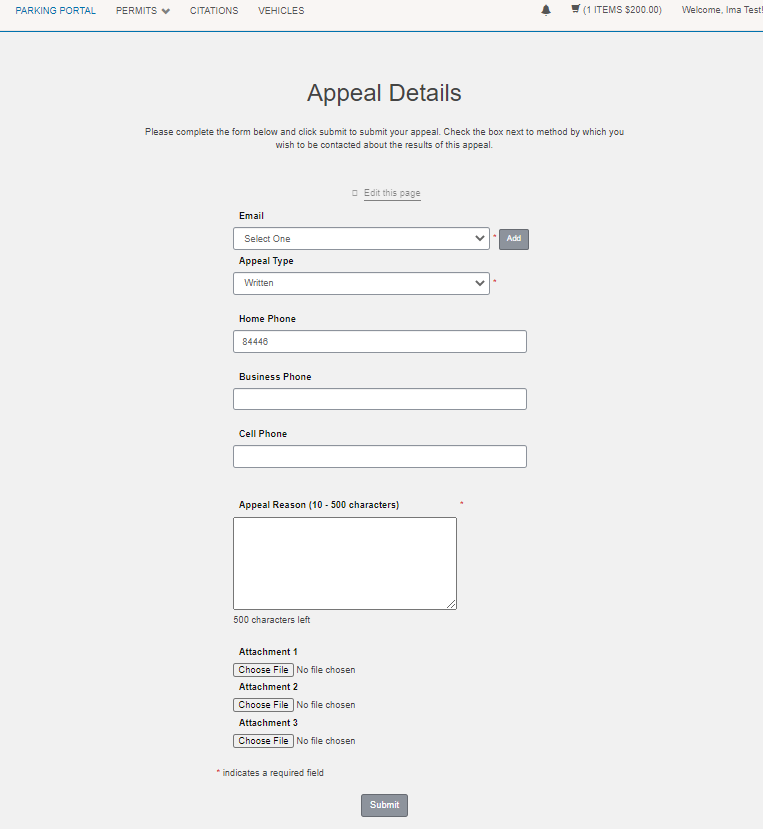 PARKING PORTAL PERMITS CITATIONS VEHICLES (1 ITEMS $200.00) Welcome, Ima Test!
Appeal Details
Please complete the form below and click submit to submit your appeal. Check the box next to method by which you
wish to be contacted about the results of this appeal.
Edit this page
Email
Select One * Add
Appeal Type
Written *
Home Phone
84446
Business Phone
Cell Phone
Appeal Reason (10 - 500 characters) *
500 characters left
Attachment 1
Choose File No file chosen
Attachment 2
Choose File No file chosen
Attachment 3
Choose File No file chosen
* indicates a required field
Submit